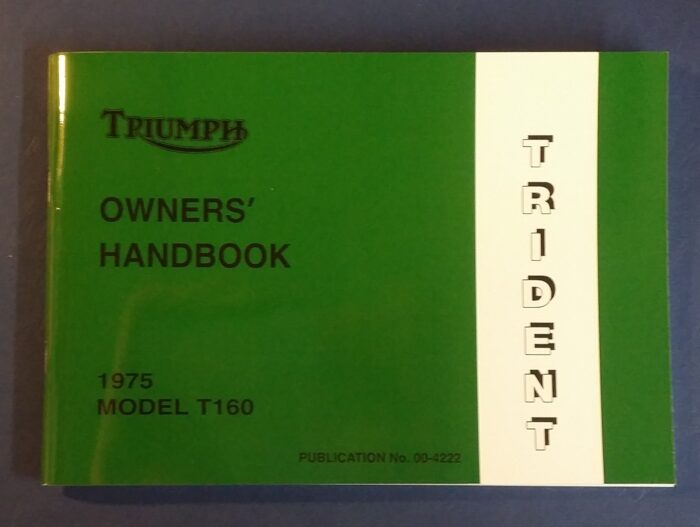 TRIUMPH
OWNERS'
HANDBOOK
1975
MODEL T160
PUBLICATION No. 00-4222
TRIDENT